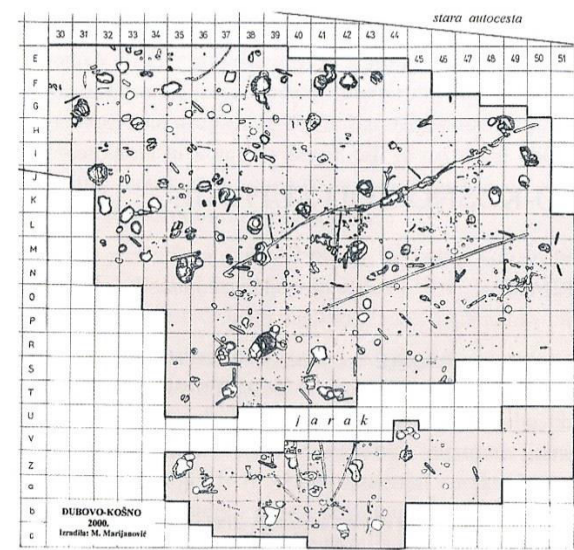 stara autocesta
30 31 32 33 34 35 36 37 38 39 40 41 42 43 44 45 46 47 48 49 50 51
E
F
G
H
I
J
K
L
M
N
O
P
R
S
T
U
jarak
V
Z
a
b
c
DUBOVO-KOŠNO
2000.
Izradila: M. Marijanović